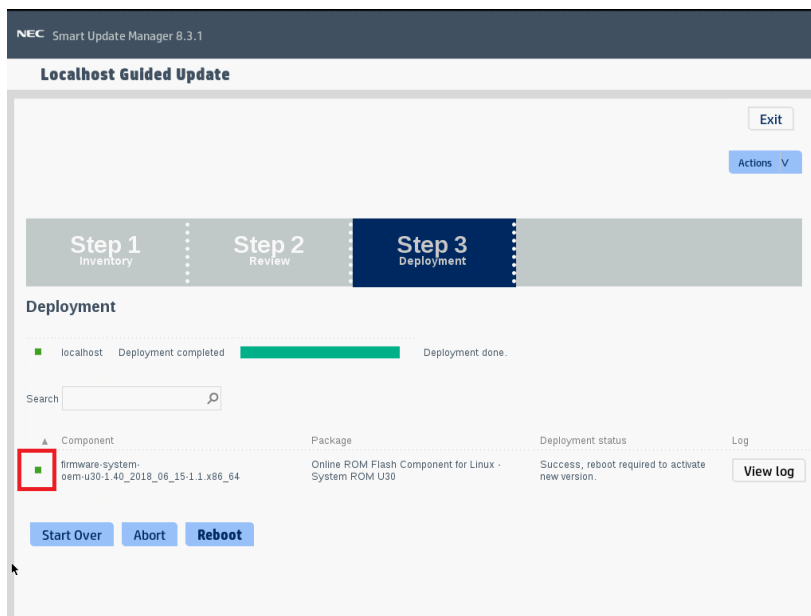 NEC Smart Update Manager 8.3.1
Localhost Guided Update
Exit
Actions V
Step 1
Inventory
Step 2
Review
Step 3
Deployment
Deployment
localhost Deployment completed Deployment done.
Search
Component Package Deployment status Log
firmware-system-
oem-u30-1.40_2018_06_15-1.1.x86_64
Online ROM Flash Component for Linux -
System ROM U30
Success, reboot required to activate
new version.
View log
Start Over Abort Reboot